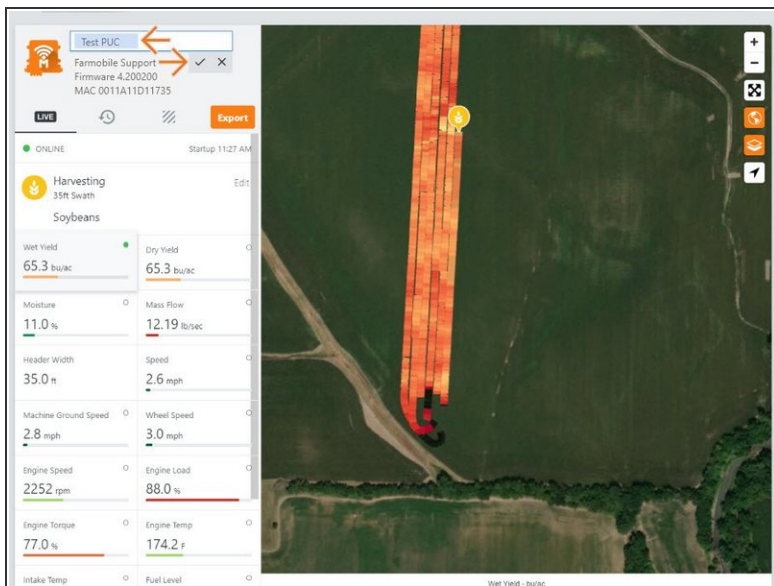 Test PUC
Farmobile Support
Firmware 4.200200
MAC 0011A11D11735
LIVE
Export
ONLINE
Startup 11:27 AM
Harvesting
Edit
35ft Swath
Soybeans
Wet Yield
Dry Yield
65.3 bu/ac
65.3 bu/ac
Moisture
Mass Flow
11.0 %
12.19 lb/sec
Header Width
Speed
35.0 ft
2.6 mph
Machine Ground Speed
Wheel Speed
2.8 mph
3.0 mph
Engine Speed
Engine Load
2252 rpm
88.0 %
Engine Torque
Engine Temp
77.0 %
174.2 F
Intake Temp
Fuel Level
Wet Yield - bu/ac